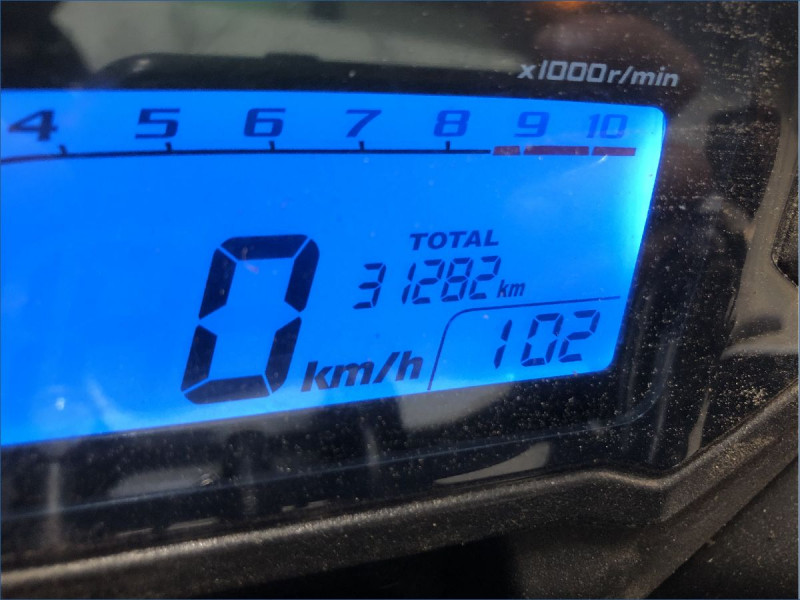 x1000r/min
4 5 6 7 8 9 10
TOTAL
31282 km
0 km/h
102